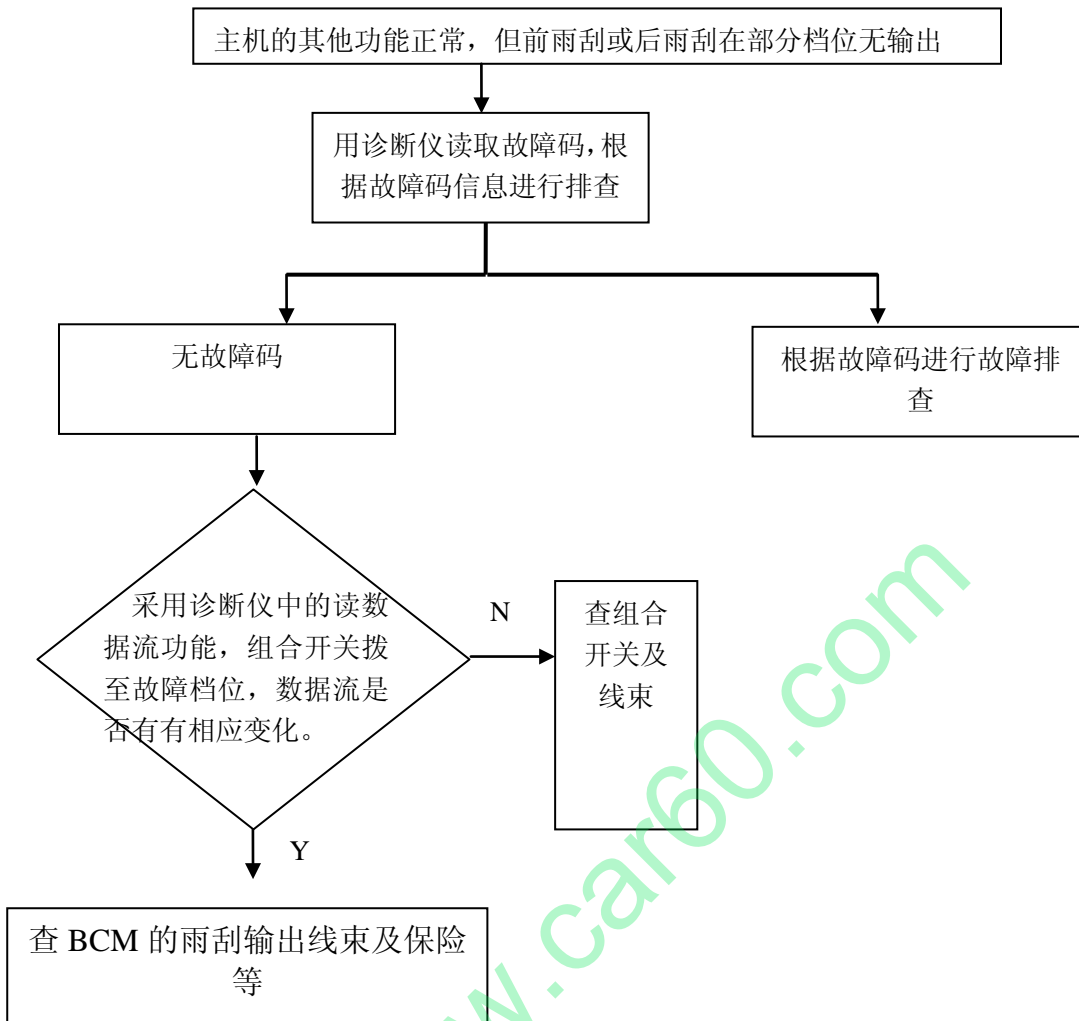 主机的其他功能正常，但前雨刮或后雨刮在部分档位无输出
用诊断仪读取故障码，根
据故障码信息进行排查
无故障码
根据故障码进行故障排
查
采用诊断仪中的读数
据流功能，组合开关拨
至故障档位，数据流是
否有有相应变化。
N
查组合
开关及
线束
Y
查 BCM 的雨刮输出线束及保险
等
w.car60.com